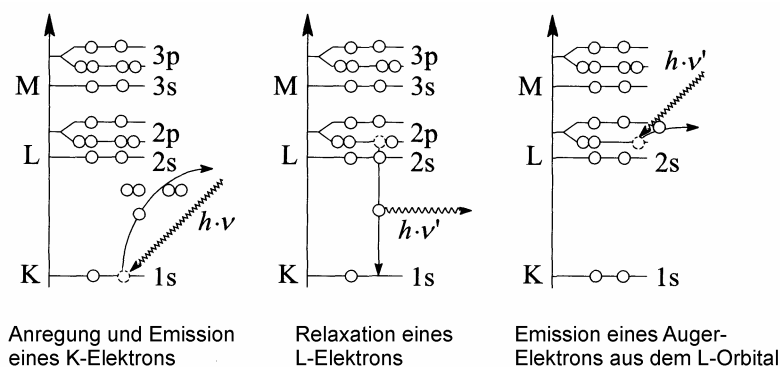 3p
M
3s
2p
L
2s
h·ν
K
1s
Anregung und Emission
eines K-Elektrons
3p
M
3s
2p
L
2s
h·ν'
K
1s
Relaxation eines
L-Elektrons
3p
h·ν'
M
3s
L
2s
K
1s
Emission eines Auger-
Elektrons aus dem L-Orbital